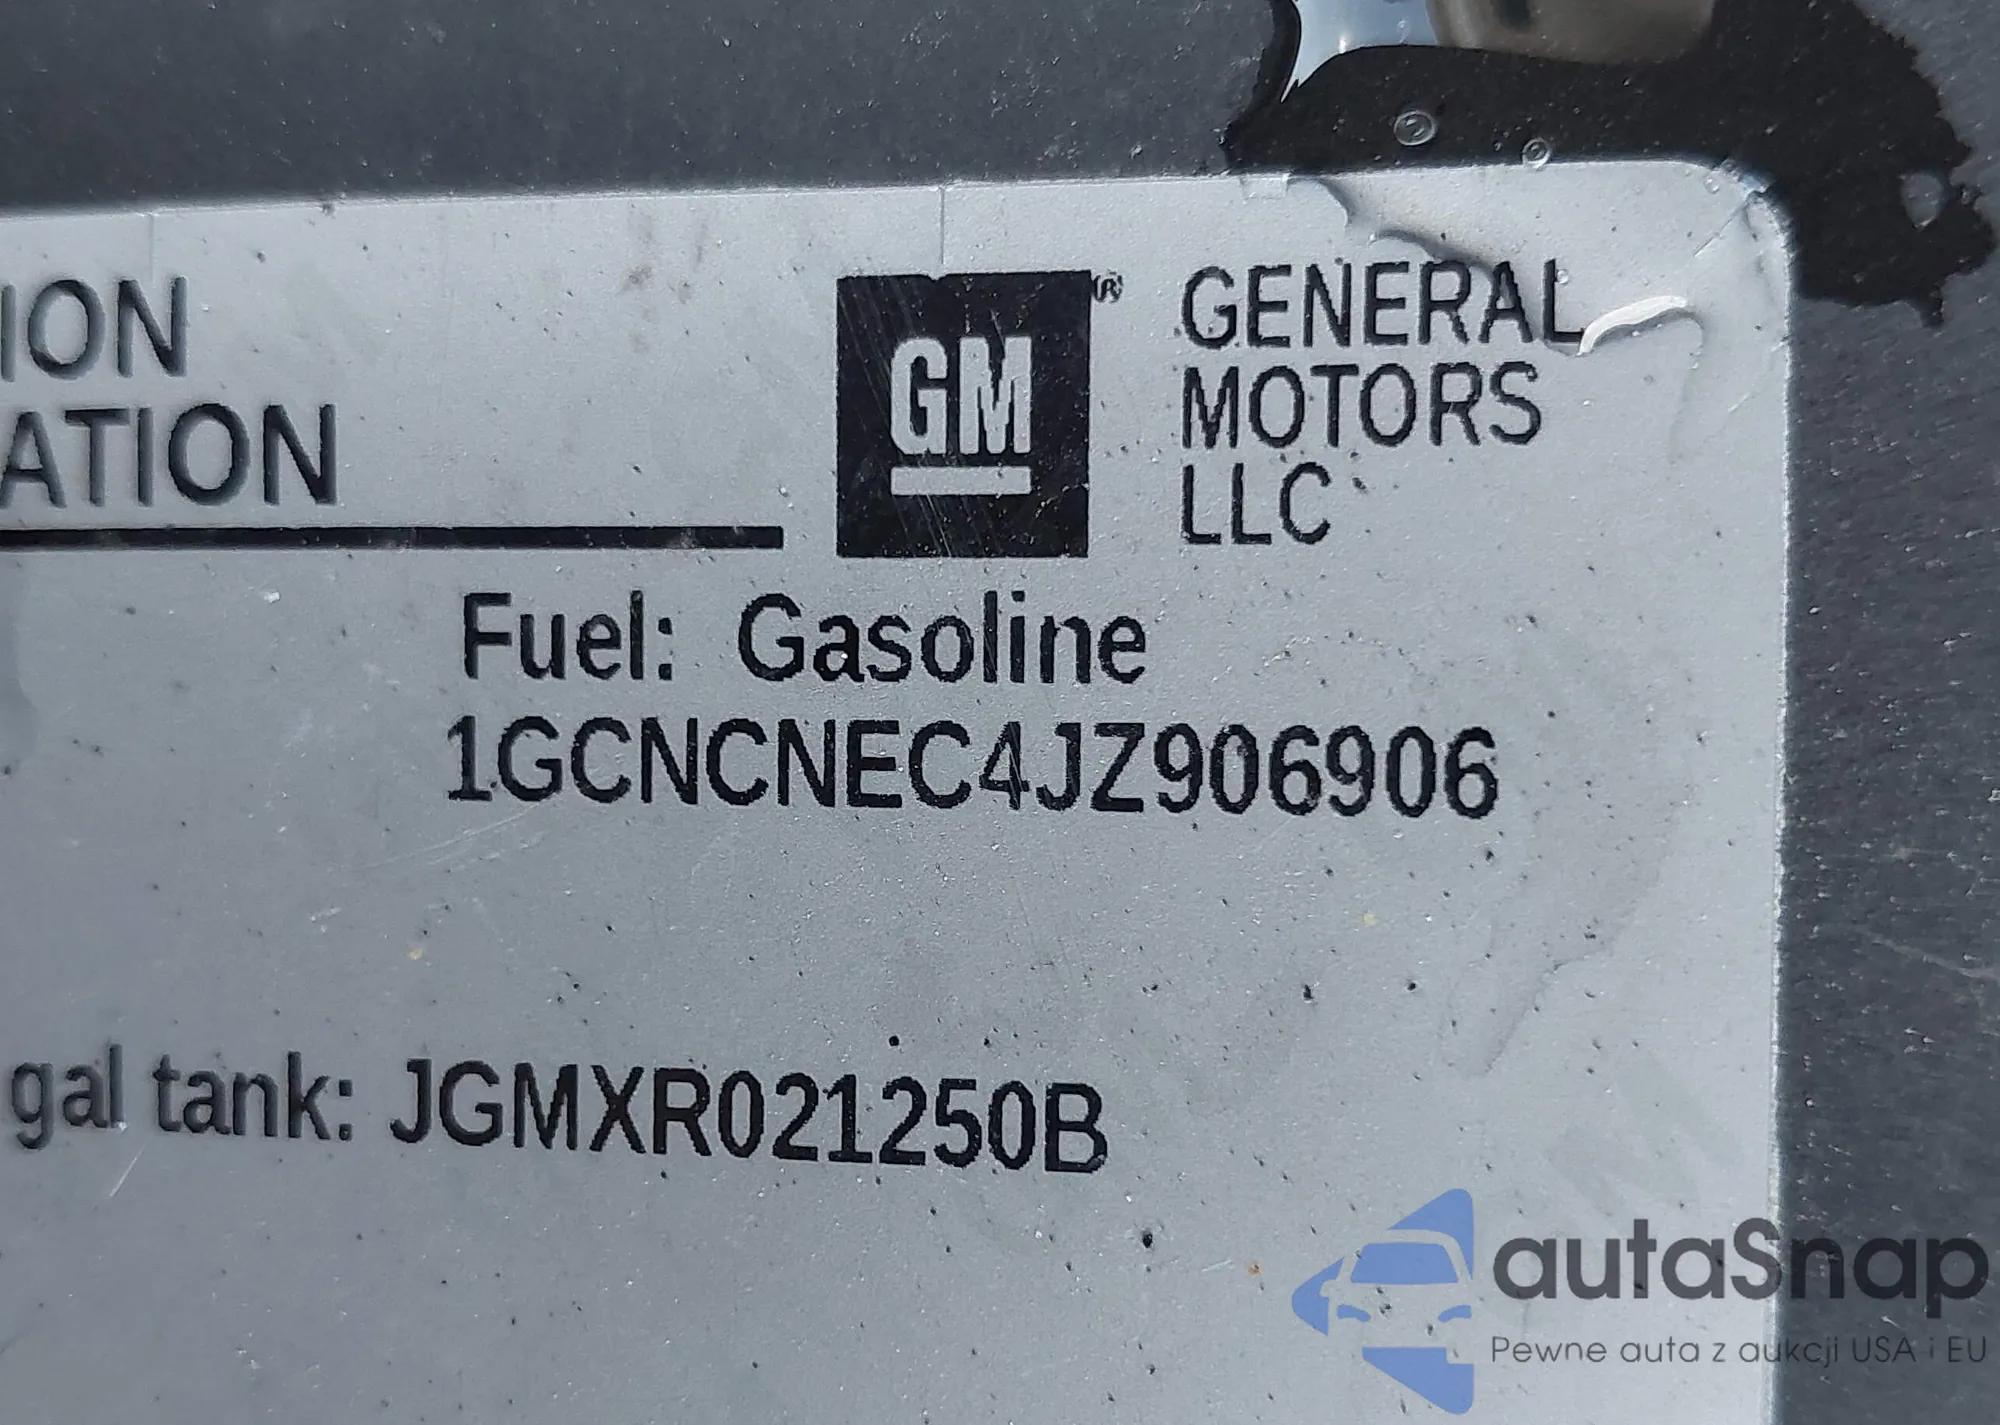 ION
ATION
GM®
GENERAL
MOTORS
LLC
Fuel: Gasoline
1GCNCNEC4JZ906906
gal tank: JGMXR021250B
autaSnap
Pewne auta z aukcji USA i EU